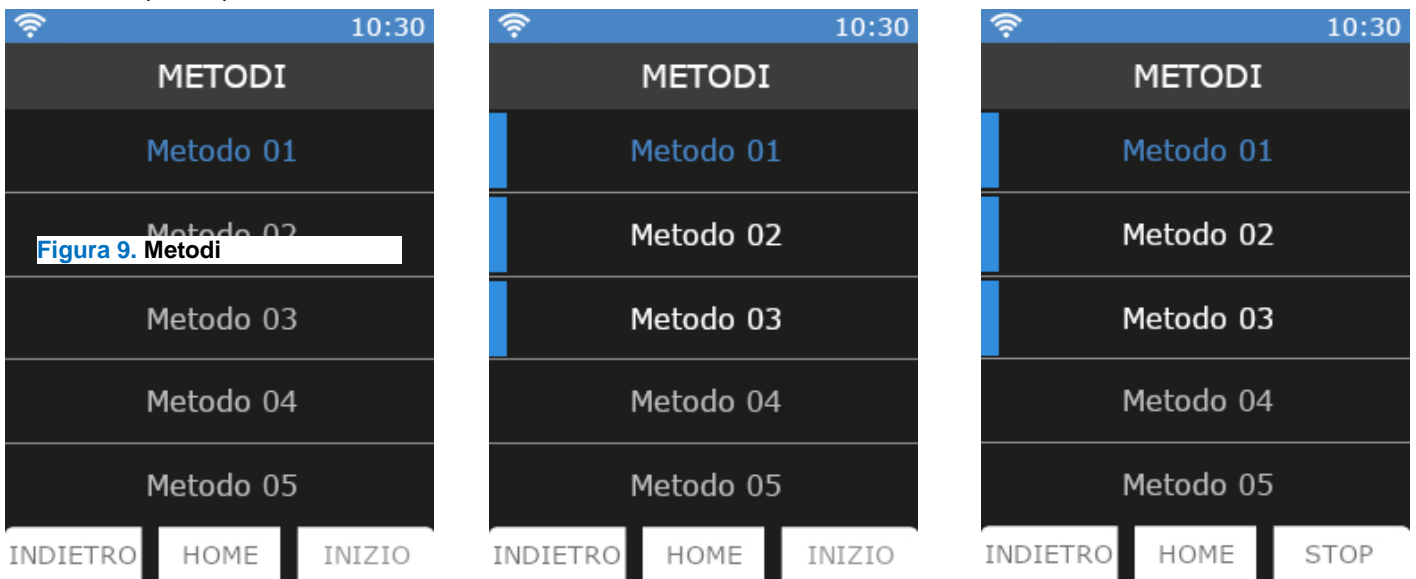 10:30
METODI
Metodo 01
Metodo 02
Figura 9. Metodi
Metodo 03
Metodo 04
Metodo 05
INDIETRO HOME INIZIO
10:30
METODI
Metodo 01
Metodo 02
Metodo 03
Metodo 04
Metodo 05
INDIETRO HOME INIZIO
10:30
METODI
Metodo 01
Metodo 02
Metodo 03
Metodo 04
Metodo 05
INDIETRO HOME STOP